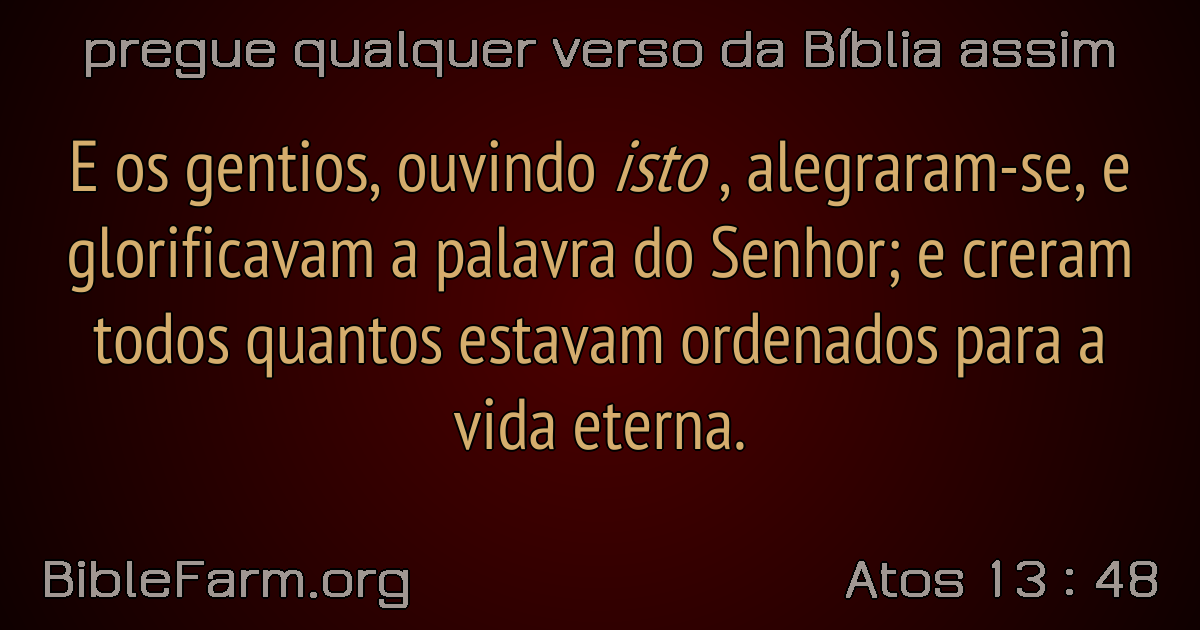 pregue qualquer verso da Bíblia assim
E os gentios, ouvindo isto , alegraram-se, e
glorificavam a palavra do Senhor; e creram
todos quantos estavam ordenados para a
vida eterna.
BibleFarm.org
Atos 13 : 48